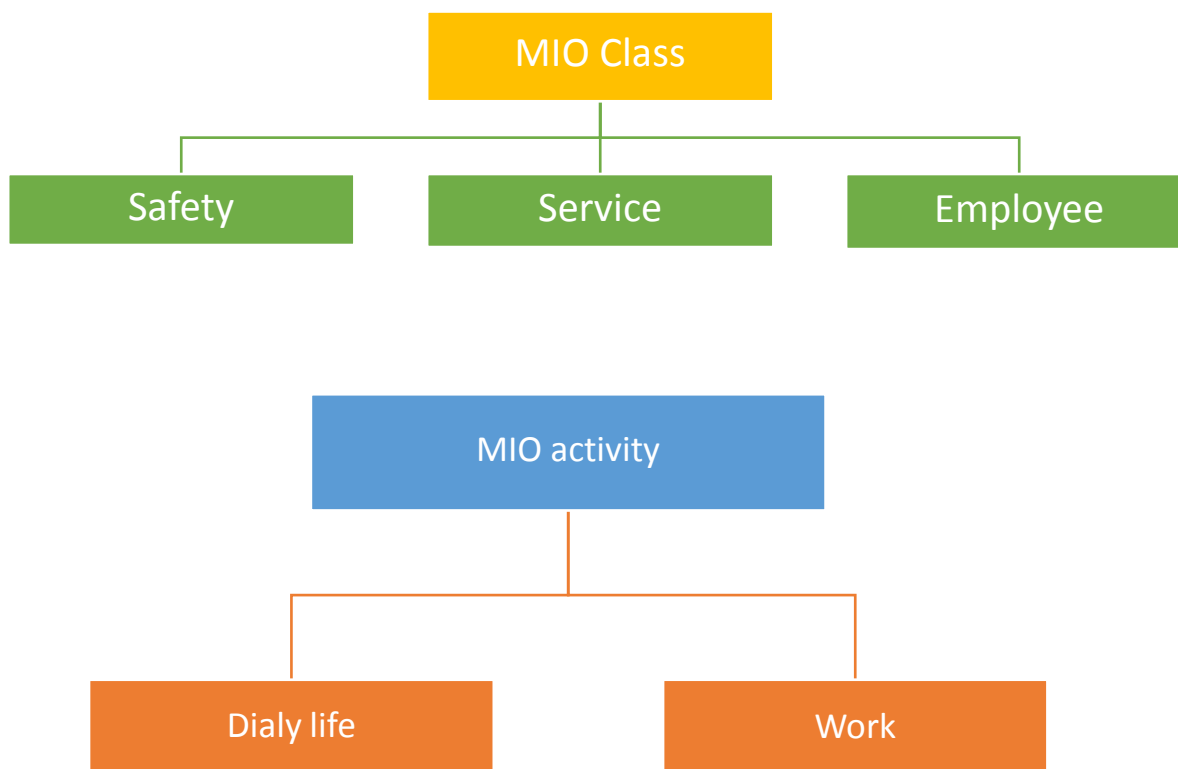 MIO Class
Safety
Service
Employee
MIO activity
Dialy life
Work